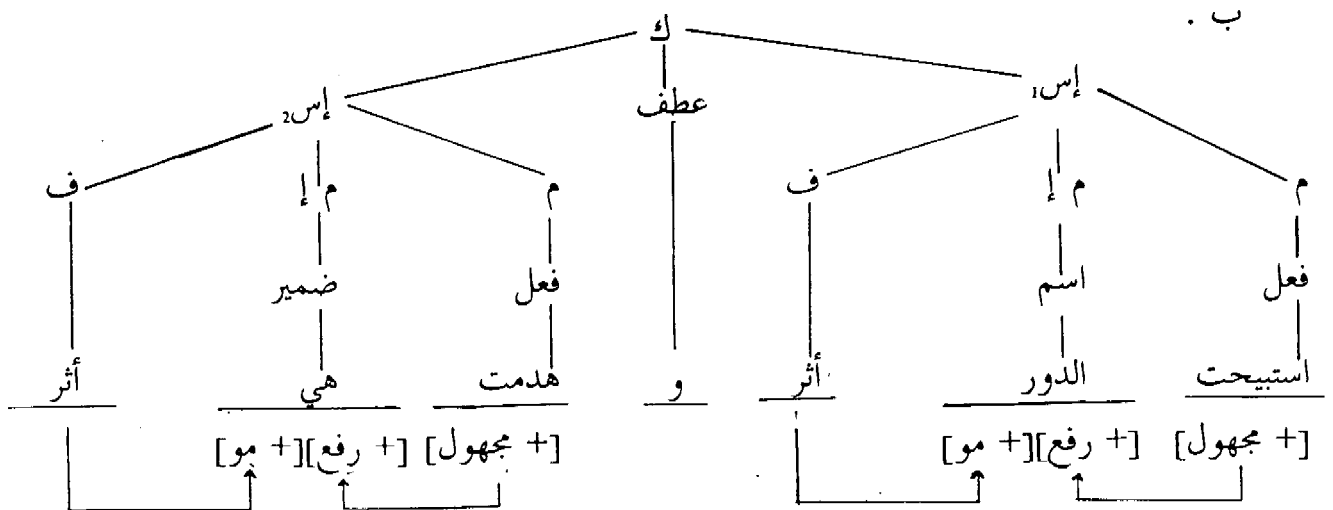 ب .
ك
إس1 عطف إس2
م م إ ف م م إ ف
فعل اسم فعل ضمير
استبيحت الدور أثر و هدمت هي أثر
[+ مجهول] [+ رفع][+ مو] [+ مجهول] [+ رفع][+ مو]